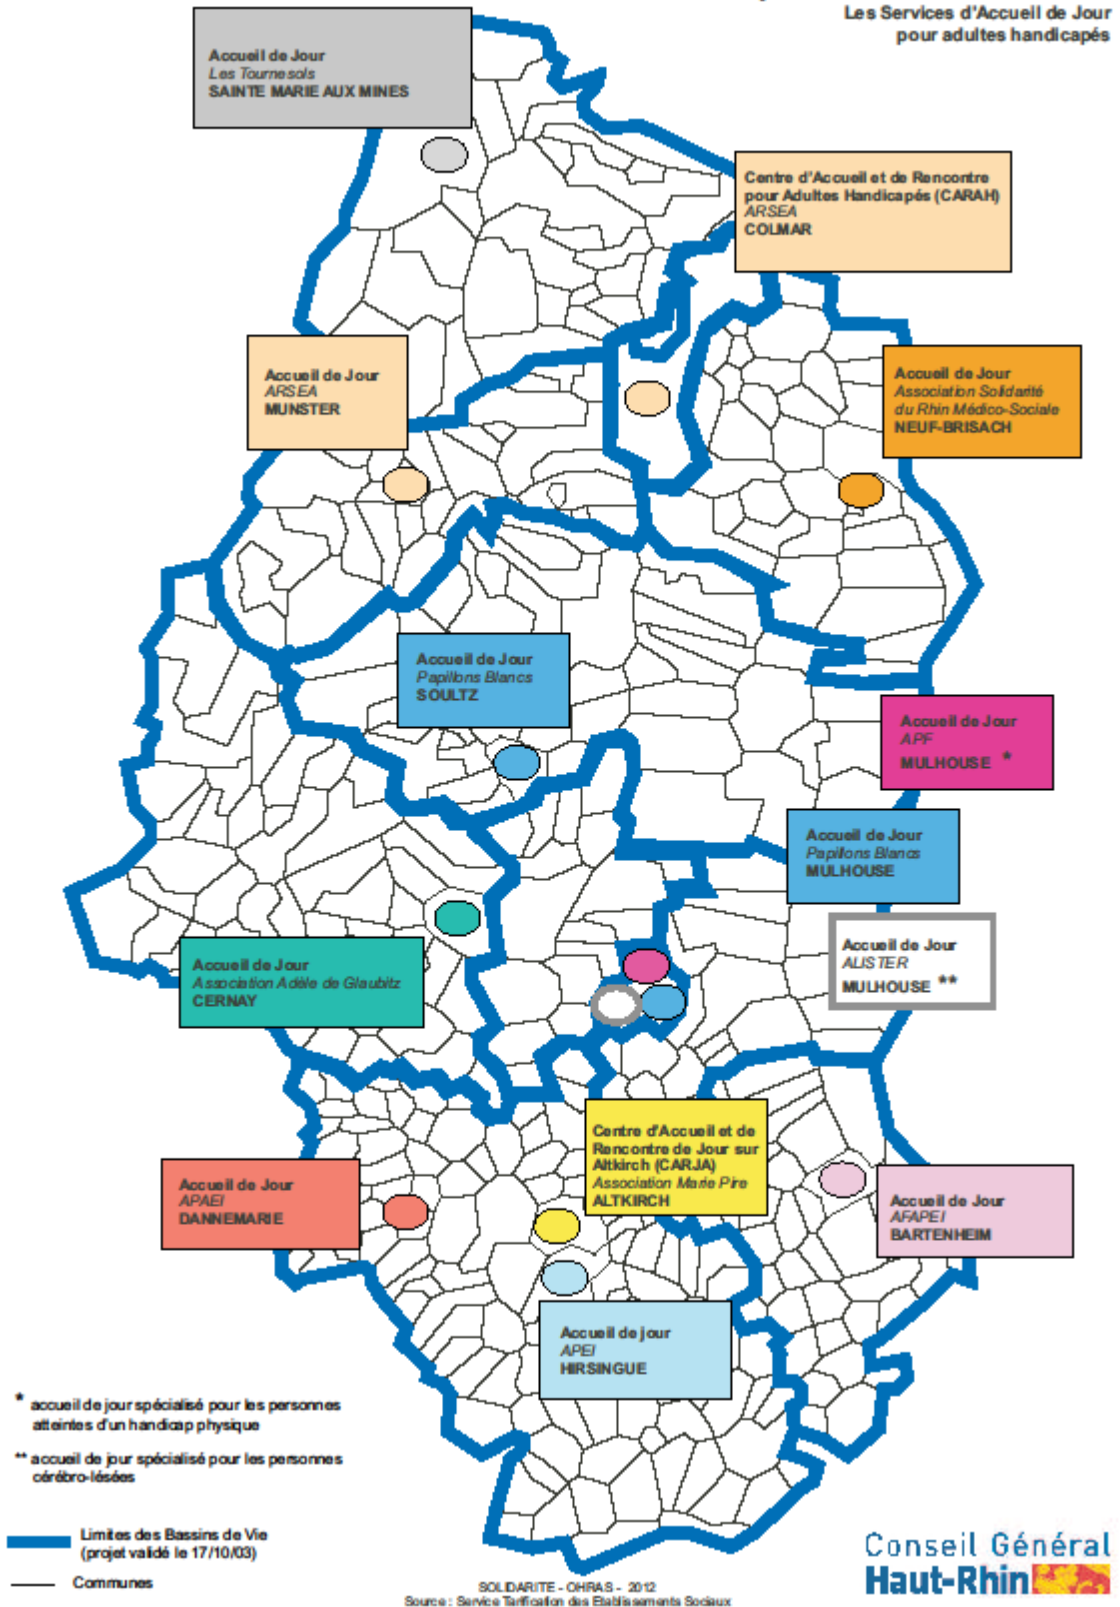 Les Services d'Accueil de Jour
pour adultes handicapés
Accueil de Jour
Les Tournesols
SAINTE MARIE AUX MINES
Centre d'Accueil et de Rencontre
pour Adultes Handicapés (CARAH)
ARSEA
COLMAR
Accueil de Jour
ARSEA
MUNSTER
Accueil de Jour
Association Solidarité
du Rhin Médico-Sociale
NEUF-BRISACH
Accueil de Jour
Papillons Blancs
SOULTZ
Accueil de Jour
APF
MULHOUSE *
Accueil de Jour
Papillons Blancs
MULHOUSE
Accueil de Jour
ALISTER
MULHOUSE **
Accueil de Jour
Association Adèle de Glaubitz
CERNAY
Centre d'Accueil et de
Rencontre de Jour sur
Altkirch (CARJA)
Association Marie Pire
ALTKIRCH
Accueil de Jour
APAEI
DANNEMARIE
Accueil de Jour
AFAPEI
BARTENHEIM
Accueil de jour
APEI
HIRSINGUE
* accueil de jour spécialisé pour les personnes
atteintes d'un handicap physique
** accueil de jour spécialisé pour les personnes
cérébro-lésées
Limites des Bassins de Vie
(projet validé le 17/10/03)
Communes
SOLIDARITE - OHRAS - 2012
Source : Service Tarification des Etablissements Sociaux
Conseil Général
Haut-Rhin